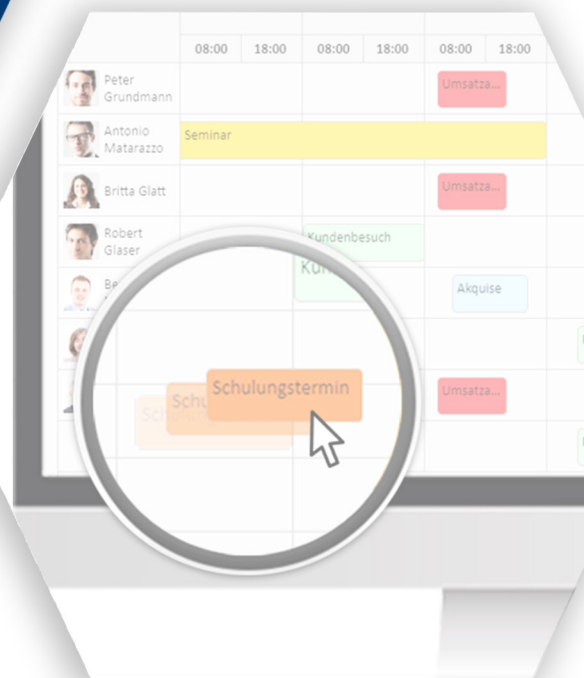 08:00 18:00 08:00 18:00 08:00 18:00
Peter
Grundmann
Umsatza...
Antonio
Matarazzo
Seminar
Britta Glatt
Umsatza...
Robert
Glaser
Kundenbesuch
Akquise
Schulungstermin
Umsatza...